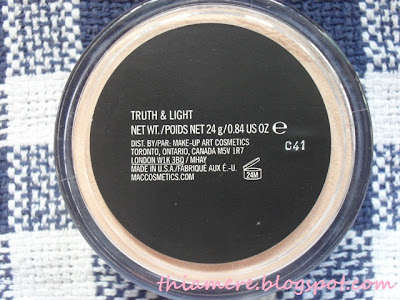 TRUTH & LIGHT
NET WT./POIDS NET 24 g/0.84 US OZ ℮
DIST. BY/PAR: MAKE-UP ART COSMETICS
TORONTO, ONTARIO, CANADA M5V 1R7
LONDON W1K 3BQ / MHAY
MADE IN U.S.A./FABRIQUE AUX É.-U.
MACCOSMETICS.COM
24M
C41
thiamere.blogspot.com